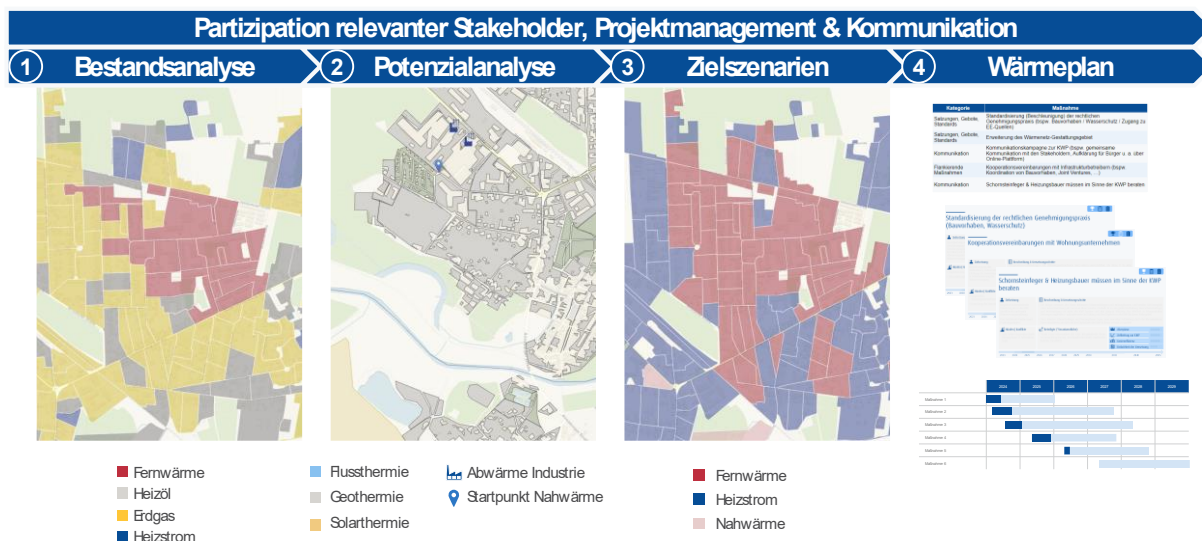 Partizipation relevanter Stakeholder, Projektmanagement & Kommunikation
1 Bestandsanalyse
2 Potenzialanalyse
3 Zielszenarien
4 Wärmeplan
Kategorie Maßnahme
Satzungen, Gebote, Standards
Standardisierung (Beschleunigung) der rechtlichen
Genehmigungspraxis (bspw. Bauvorhaben / Wasserschutz / Zugang zu
EE-Quellen)
Satzungen, Gebote, Standards
Erweiterung des Warmenetz-Gestaltungsgebiet
Kommunikation
Kommunikationskampagne zur KWP (bspw. gemeinsame
Kommunikation mit den Stakeholdern, Aufklärung für Bürger u. a. über
Online-Plattform)
Flankierende Maßnahmen
Kooperationsvereinbarungen mit Infrastrukturbetreibern (bspw.
Koordination von Bauvorhaben, Joint Ventures, ...)
Kommunikation
Schornsteinfeger & Heizungsbauer müssen im Sinne der KWP beraten
Standardisierung der rechtlichen Genehmigungspraxis
(Bauvorhaben, Wasserschutz)
Kooperationsvereinbarungen mit Wohnungsunternehmen
Schornsteinfeger & Heizungsbauer müssen im Sinne der KWP
beraten
2024 2025 2026 2027 2028 2029
Maßnahme 1
Maßnahme 2
Maßnahme 3
Maßnahme 4
Maßnahme 5
Maßnahme 6
Fernwärme
Heizöl
Erdgas
Heizstrom
Flussthermie
Geothermie
Solarthermie
Abwärme Industrie
Startpunkt Nahwärme
Fernwärme
Heizstrom
Nahwärme